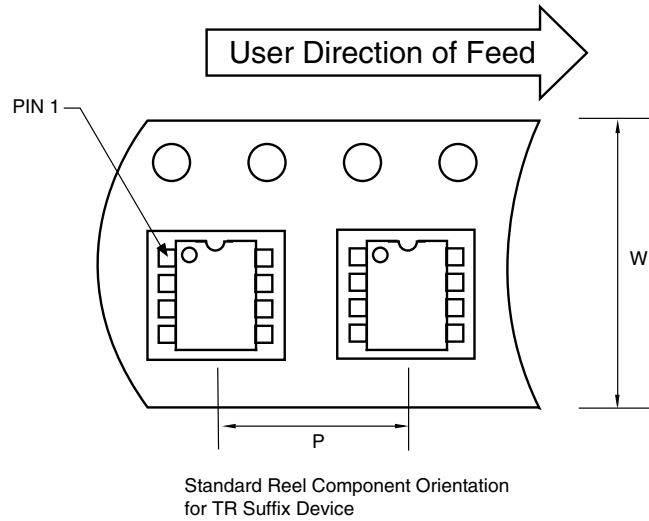 User Direction of Feed
PIN 1
W
P
Standard Reel Component Orientation
for TR Suffix Device